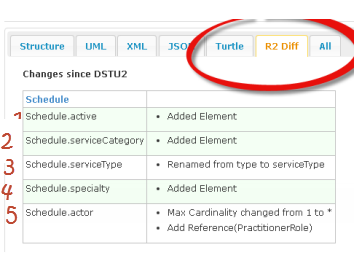 Structure UML XML JSON Turtle R2 Diff All
Changes since DSTU2
Schedule
1 Schedule.active • Added Element
2 Schedule.serviceCategory • Added Element
3 Schedule.serviceType • Renamed from type to serviceType
4 Schedule.specialty • Added Element
5 Schedule.actor • Max Cardinality changed from 1 to *
• Add Reference(PractitionerRole)